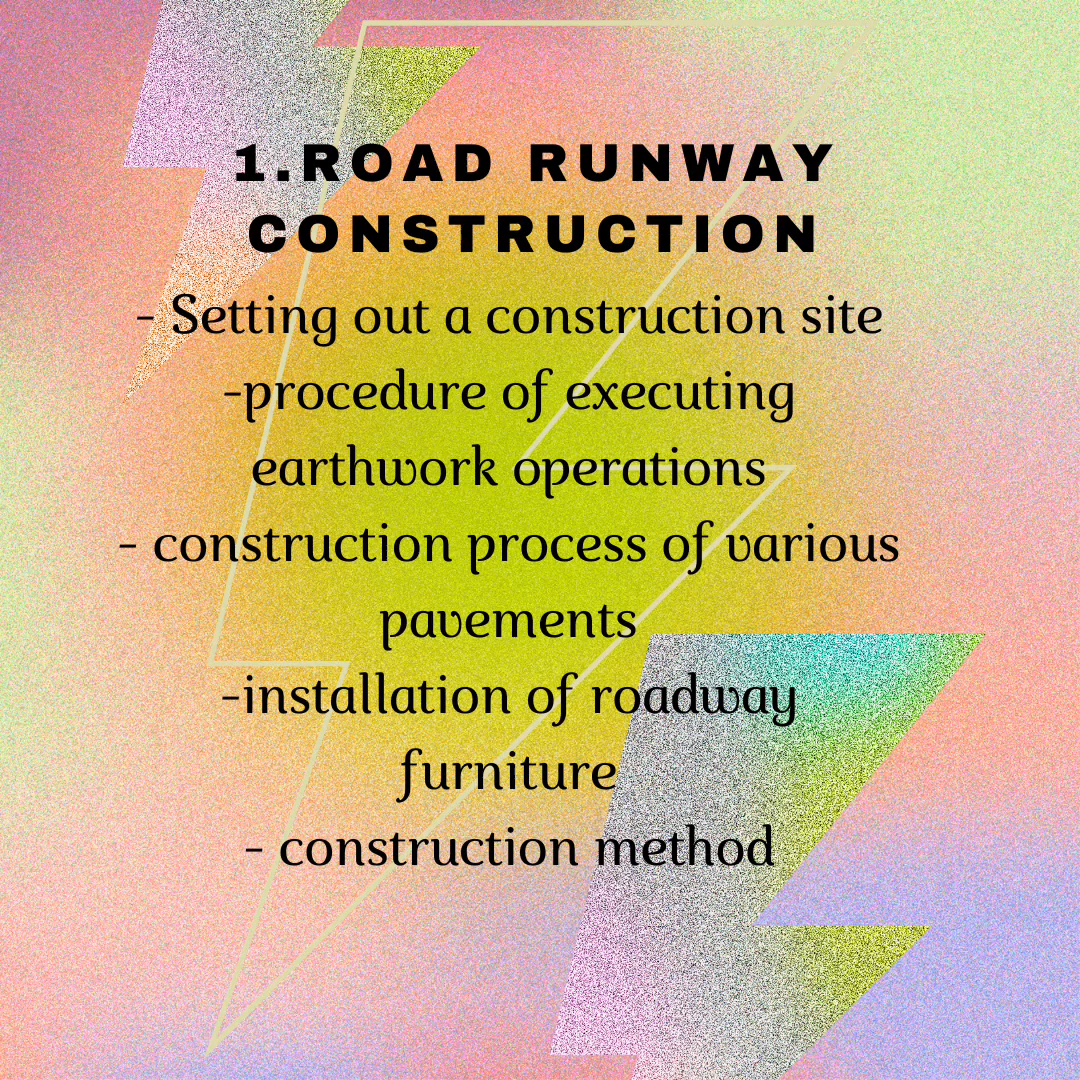 1.ROAD RUNWAY
CONSTRUCTION
- Setting out a construction site
-procedure of executing
earthwork operations
- construction process of various
pavements
-installation of roadway
furniture
- construction method